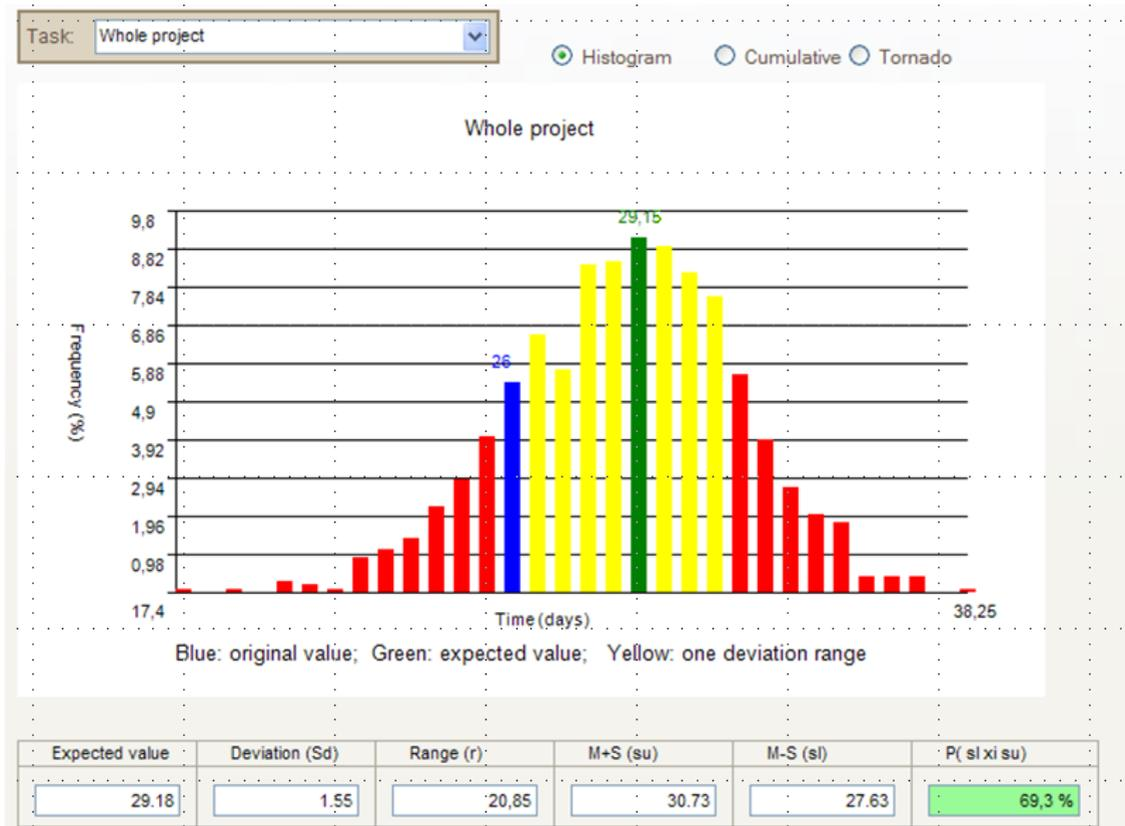 Task: Whole project
Histogram Cumulative Tornado
Whole project
29,15
9,8
8,82
7,84
6,86
26
5,88
4,9
3,92
2,94
1,96
0,98
Frequency (%)
17,4 Time (days) 38,25
Blue: original value; Green: expected value; Yellow: one deviation range
Expected value Deviation (Sd) Range (r) M+S (su) M-S (sl) P( sl xi su)
29.18 1.55 20,85 30.73 27.63 69,3 %